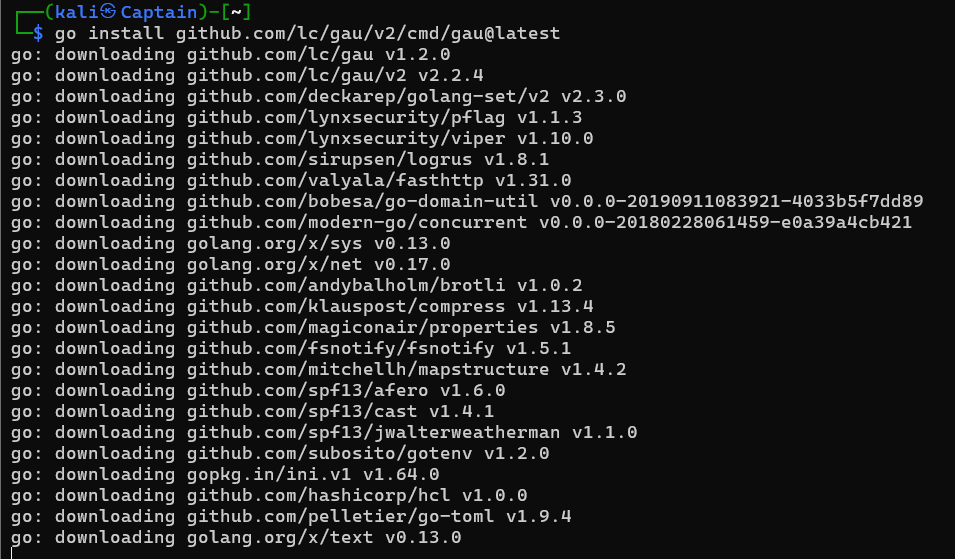 ┌──(kali㉿Captain)-[~]
└─$ go install github.com/lc/gau/v2/cmd/gau@latest
go: downloading github.com/lc/gau v1.2.0
go: downloading github.com/lc/gau/v2 v2.2.4
go: downloading github.com/deckarep/golang-set/v2 v2.3.0
go: downloading github.com/lynxsecurity/pflag v1.1.3
go: downloading github.com/lynxsecurity/viper v1.10.0
go: downloading github.com/sirupsen/logrus v1.8.1
go: downloading github.com/valyala/fasthttp v1.31.0
go: downloading github.com/bobesa/go-domain-util v0.0.0-20190911083921-4033b5f7dd89
go: downloading github.com/modern-go/concurrent v0.0.0-20180228061459-e0a39a4cb421
go: downloading golang.org/x/sys v0.13.0
go: downloading golang.org/x/net v0.17.0
go: downloading github.com/andybalholm/brotli v1.0.2
go: downloading github.com/klauspost/compress v1.13.4
go: downloading github.com/magiconair/properties v1.8.5
go: downloading github.com/fsnotify/fsnotify v1.5.1
go: downloading github.com/mitchellh/mapstructure v1.4.2
go: downloading github.com/spf13/afero v1.6.0
go: downloading github.com/spf13/cast v1.4.1
go: downloading github.com/spf13/jwalterweatherman v1.1.0
go: downloading github.com/subosito/gotenv v1.2.0
go: downloading gopkg.in/ini.v1 v1.64.0
go: downloading github.com/hashicorp/hcl v1.0.0
go: downloading github.com/pelletier/go-toml v1.9.4
go: downloading golang.org/x/text v0.13.0